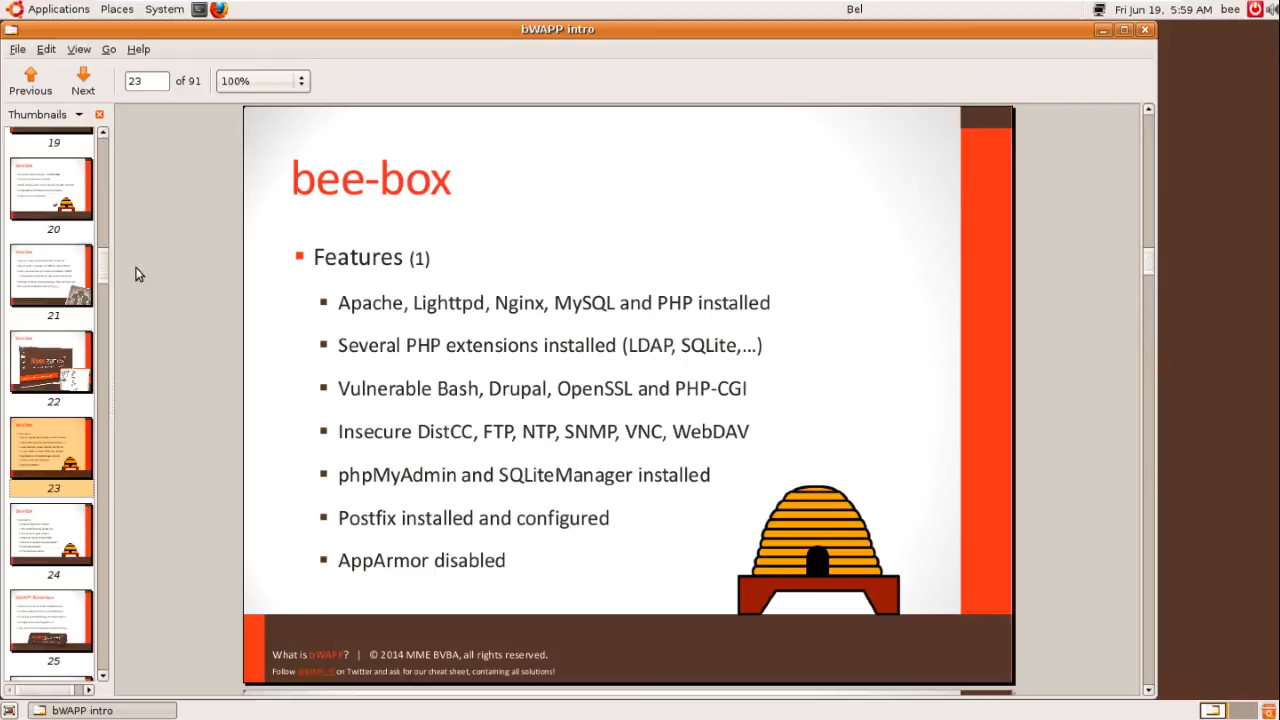 Applications Places System Bel Fri Jun 19, 5:59 AM bee
bWAPP intro
File Edit View Go Help
Previous Next 23 of 91 100%
Thumbnails
19
20
21
22
23
24
25
bee-box
Features (1)
Apache, Lighttpd, Nginx, MySQL and PHP installed
Several PHP extensions installed (LDAP, SQLite,...)
Vulnerable Bash, Drupal, OpenSSL and PHP-CGI
Insecure DistCC, FTP, NTP, SNMP, VNC, WebDAV
phpMyAdmin and SQLiteManager installed
Postfix installed and configured
AppArmor disabled
What is bWAPP? | © 2014 MME BVBA, all rights reserved.
Follow @MME_IT on Twitter and ask for our cheat sheet, containing all solutions!
bWAPP intro